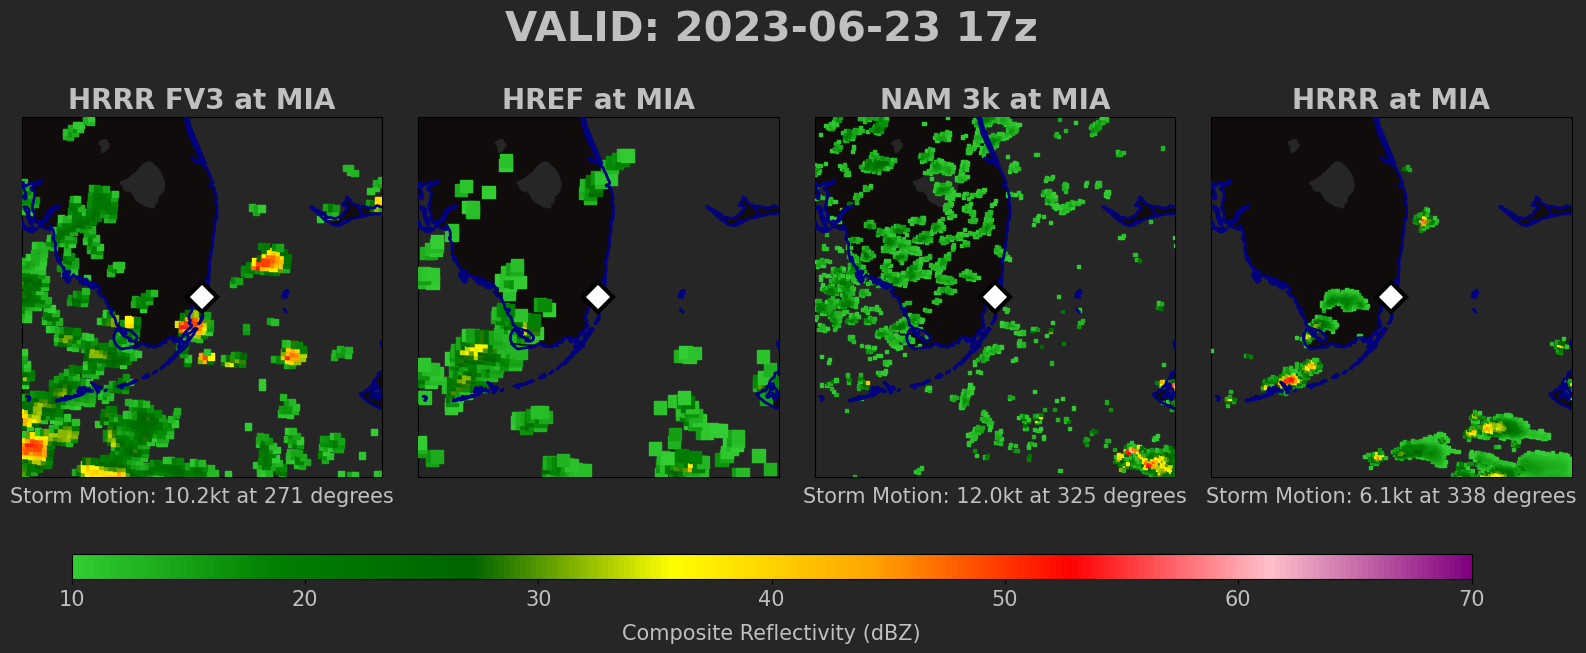 VALID: 2023-06-23 17z
HRRR FV3 at MIA
HREF at MIA
NAM 3k at MIA
HRRR at MIA
Storm Motion: 10.2kt at 271 degrees
Storm Motion: 12.0kt at 325 degrees
Storm Motion: 6.1kt at 338 degrees
10 20 30 40 50 60 70
Composite Reflectivity (dBZ)